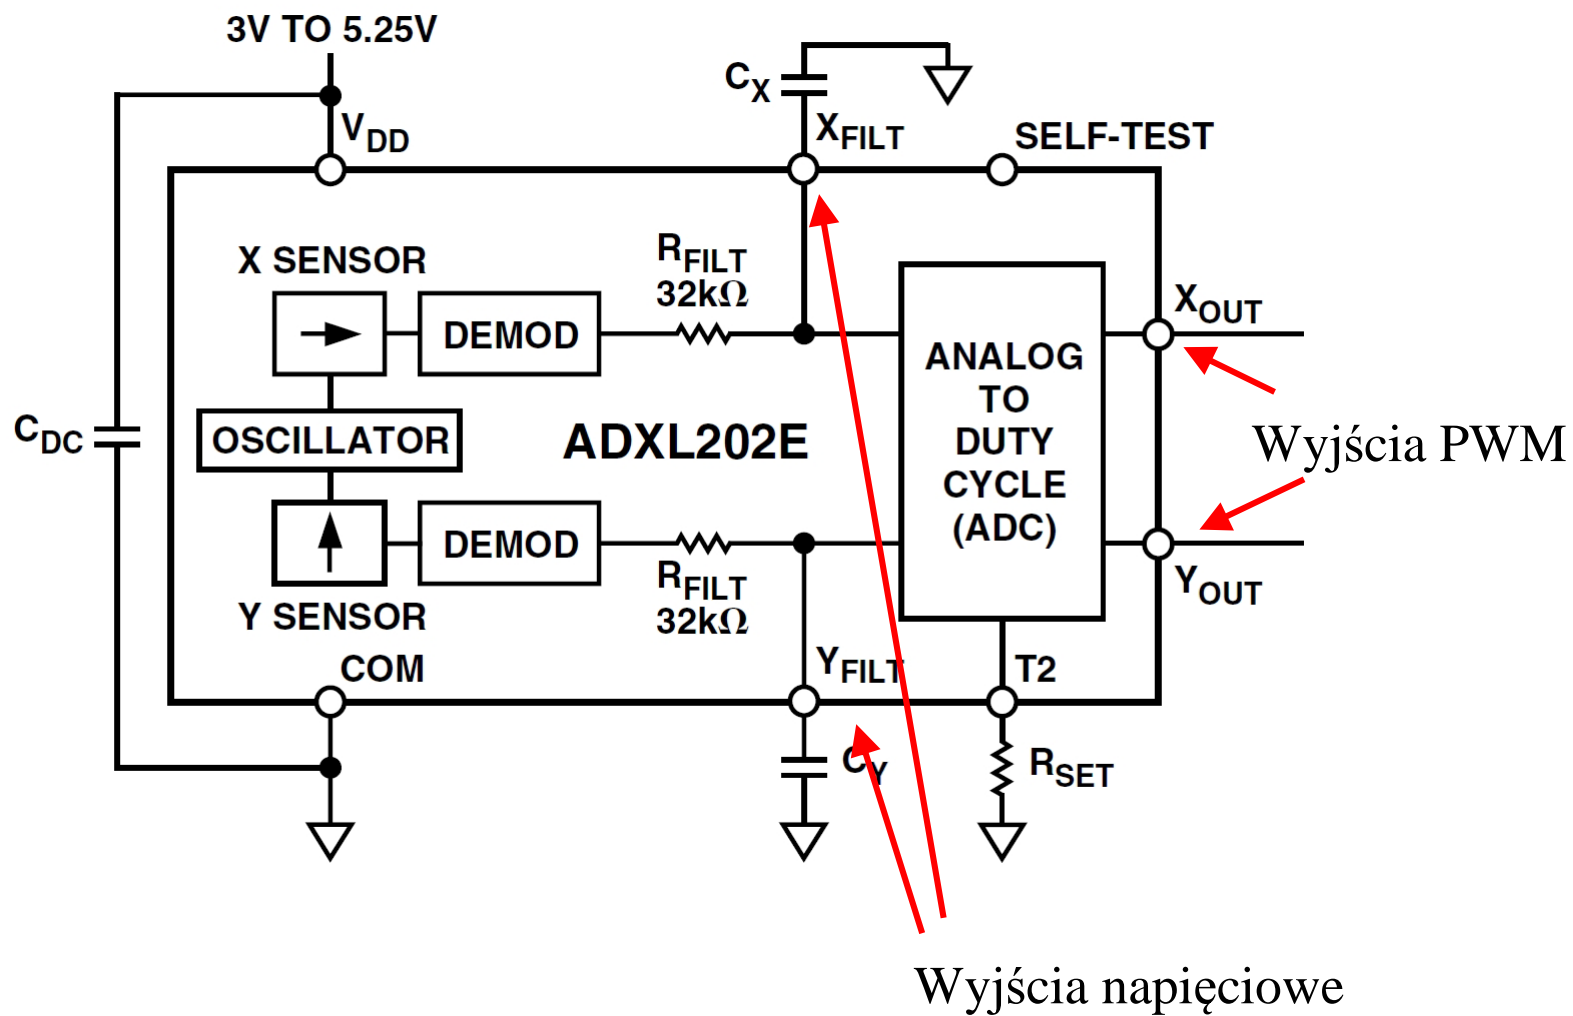 3V TO 5.25V
CX
VDD
XFILT
SELF-TEST
X SENSOR
RFILT
32kΩ
XOUT
DEMOD
ANALOG
TO
DUTY
CYCLE
(ADC)
CDC
OSCILLATOR
ADXL202E
Wyjścia PWM
DEMOD
RFILT
32kΩ
YOUT
Y SENSOR
COM
YFILT
T2
CY
RSET
Wyjścia napięciowe